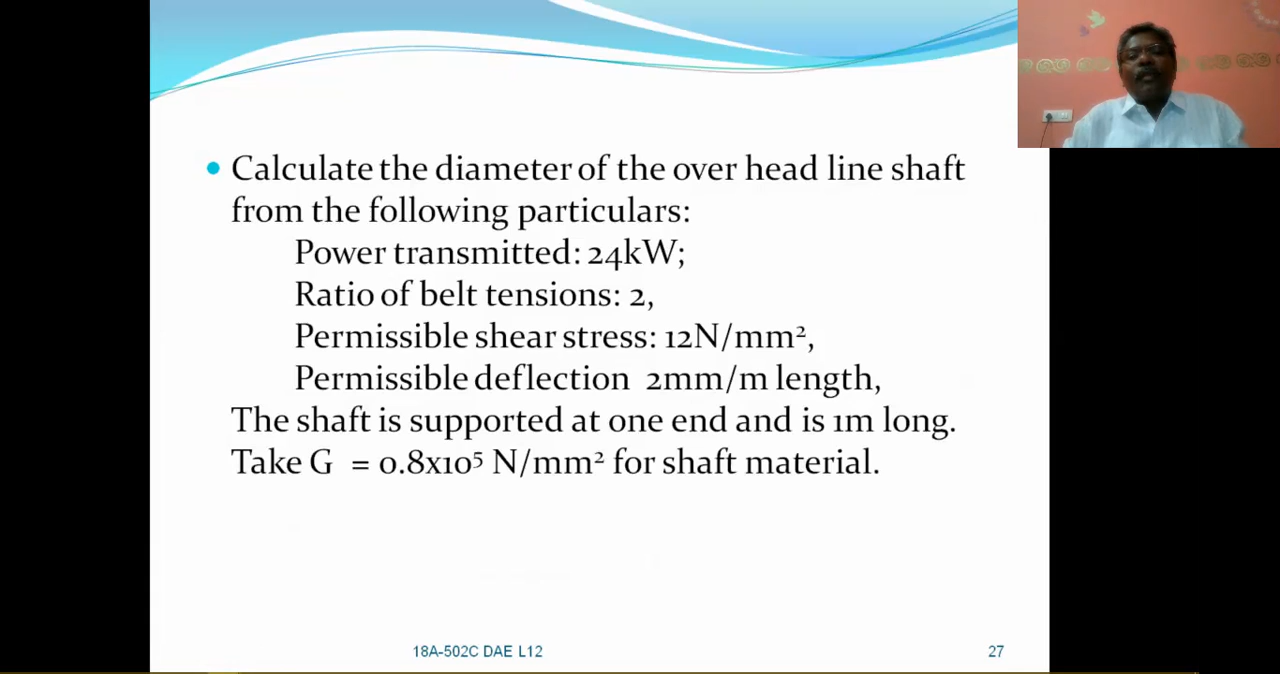 Calculate the diameter of the over head line shaft
from the following particulars:
Power transmitted: 24kW;
Ratio of belt tensions: 2,
Permissible shear stress: 12N/mm²,
Permissible deflection 2mm/m length,
The shaft is supported at one end and is 1m long.
Take G = 0.8x10⁵ N/mm² for shaft material.
18A-502C DAE L12
27